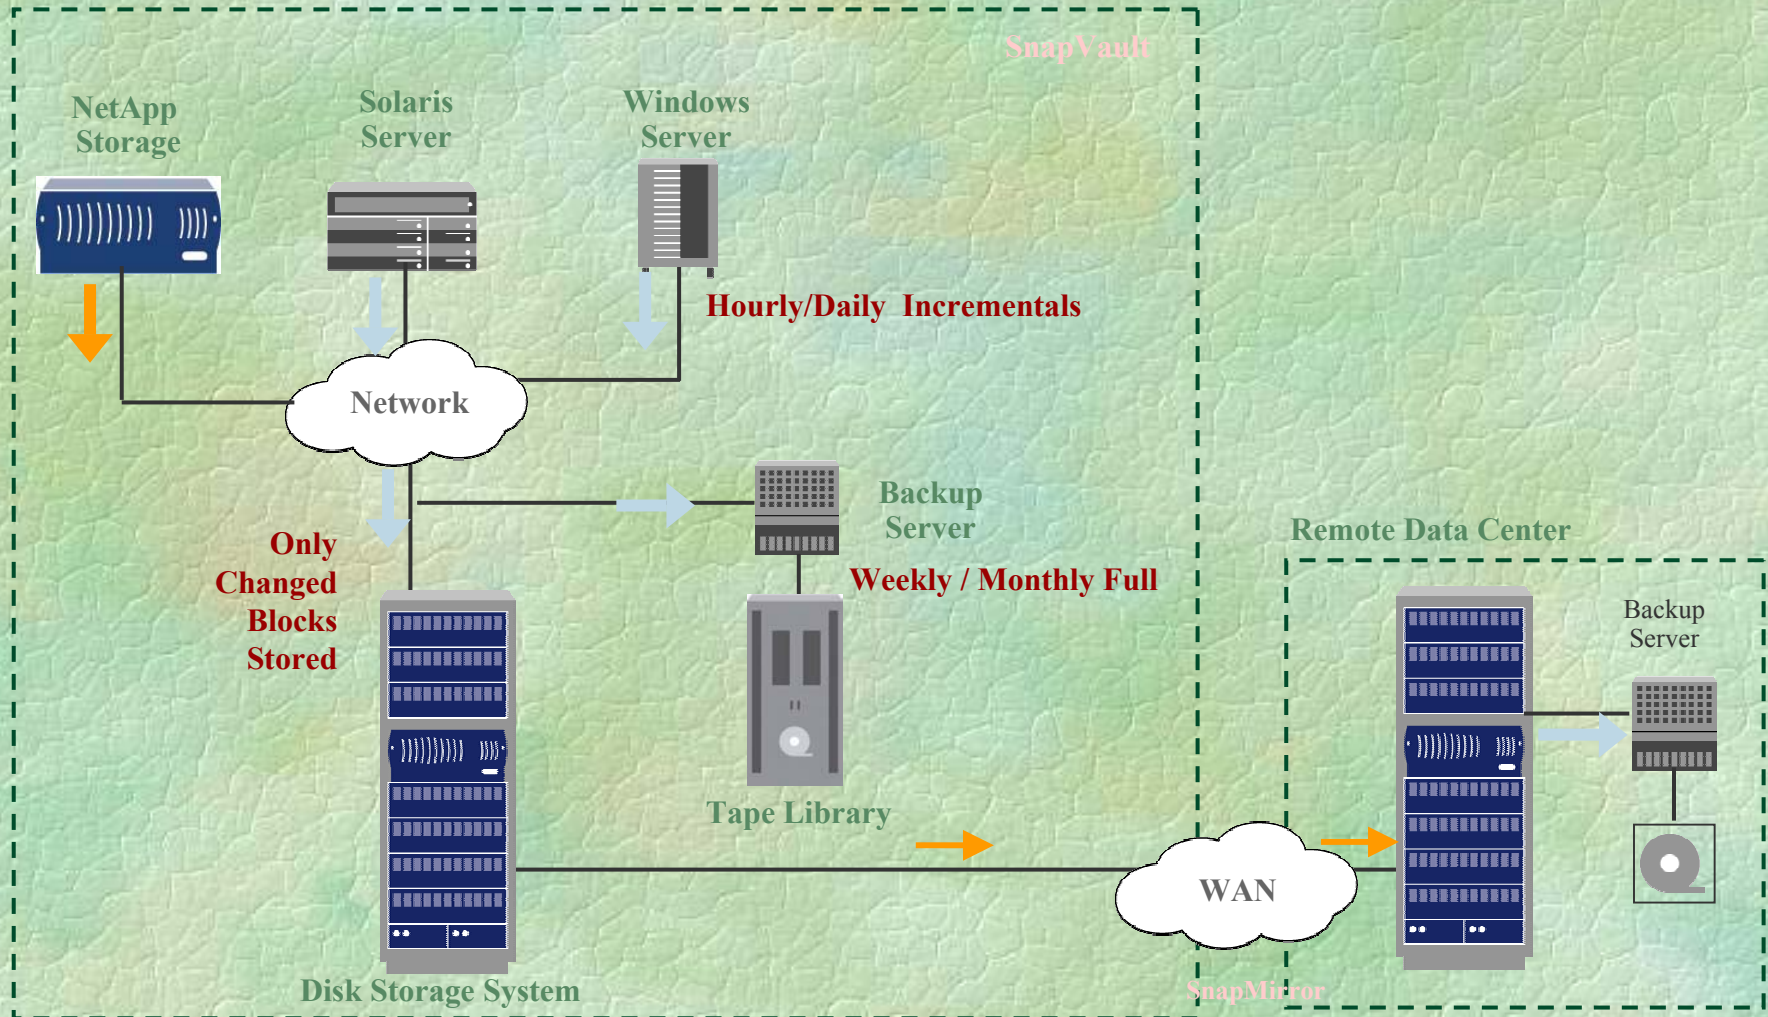 SnapVault
NetApp
Storage
Solaris
Server
Windows
Server
Hourly/Daily Incrementals
Network
Backup
Server
Only
Changed
Blocks
Stored
Weekly / Monthly Full
Remote Data Center
Backup
Server
Tape Library
WAN
Disk Storage System
SnapMirror